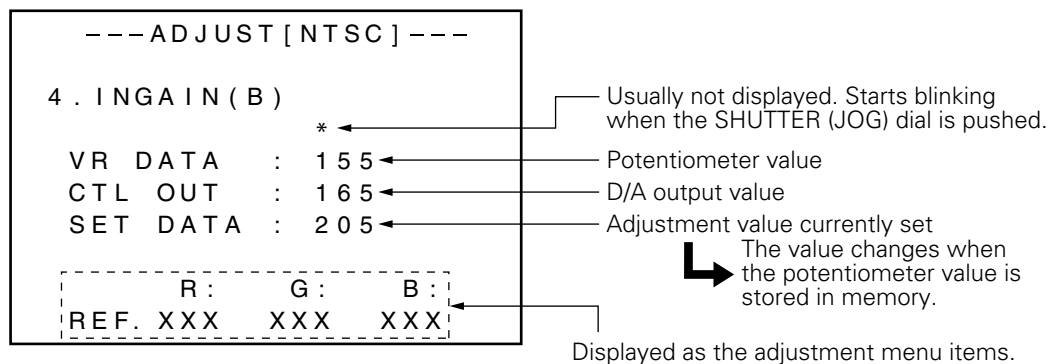 ---ADJUST[NTSC]---
4.INGAIN(B)
*
VR DATA : 155
CTL OUT : 165
SET DATA : 205
R: G: B:
REF. XXX XXX XXX
Usually not displayed. Starts blinking
when the SHUTTER (JOG) dial is pushed.
Potentiometer value
D/A output value
Adjustment value currently set
The value changes when
the potentiometer value is
stored in memory.
Displayed as the adjustment menu items.